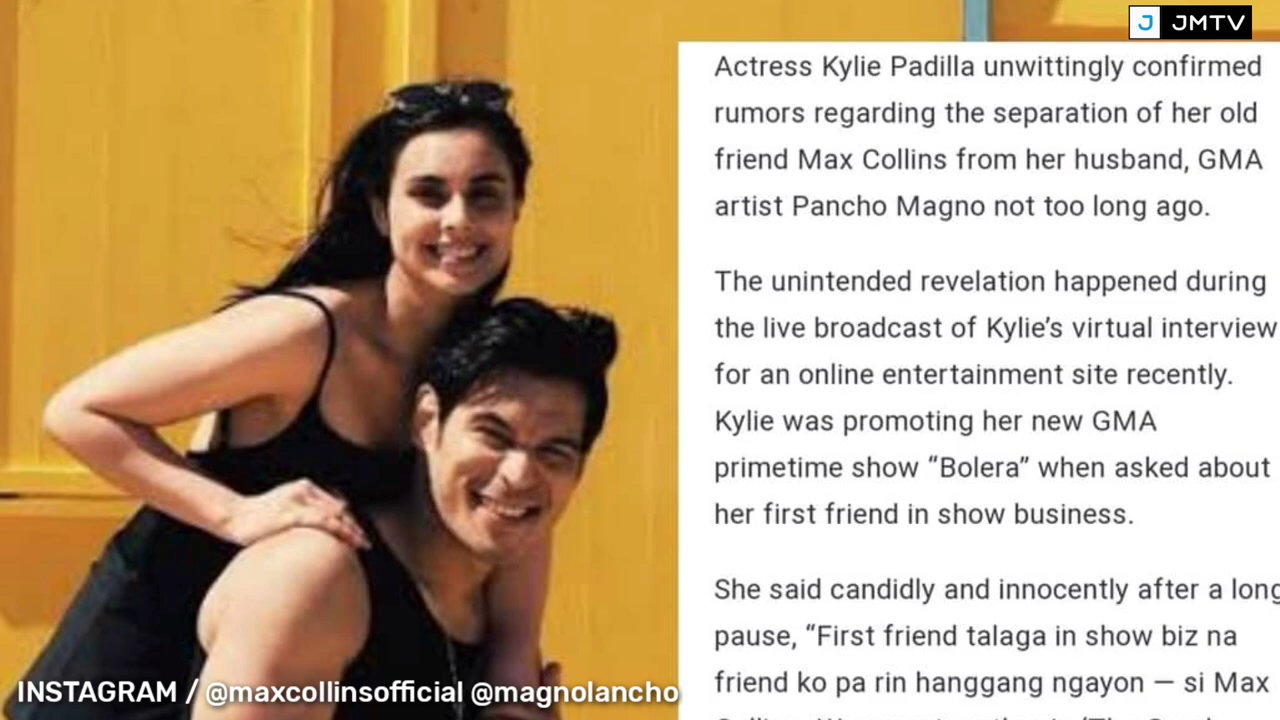 J JMTV
Actress Kylie Padilla unwittingly confirmed
rumors regarding the separation of her old
friend Max Collins from her husband, GMA
artist Pancho Magno not too long ago.
The unintended revelation happened during
the live broadcast of Kylie’s virtual interview
for an online entertainment site recently.
Kylie was promoting her new GMA
primetime show “Bolera” when asked about
her first friend in show business.
She said candidly and innocently after a long
pause, “First friend talaga in show biz na
friend ko pa rin hanggang ngayon — si Max
INSTAGRAM / @maxcollinsofficial @magnolancho